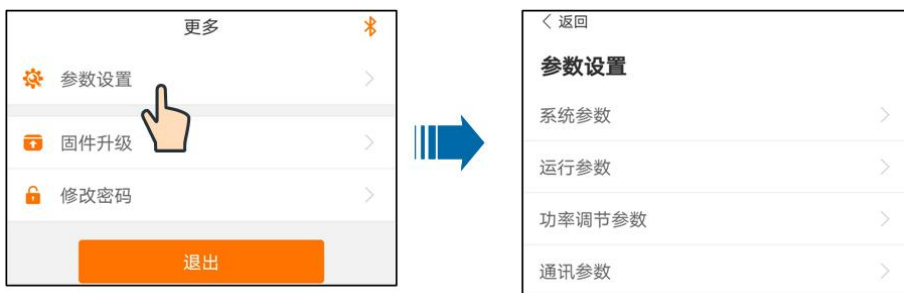 更多
参数设置
固件升级
修改密码
退出
返回
参数设置
系统参数
运行参数
功率调节参数
通讯参数